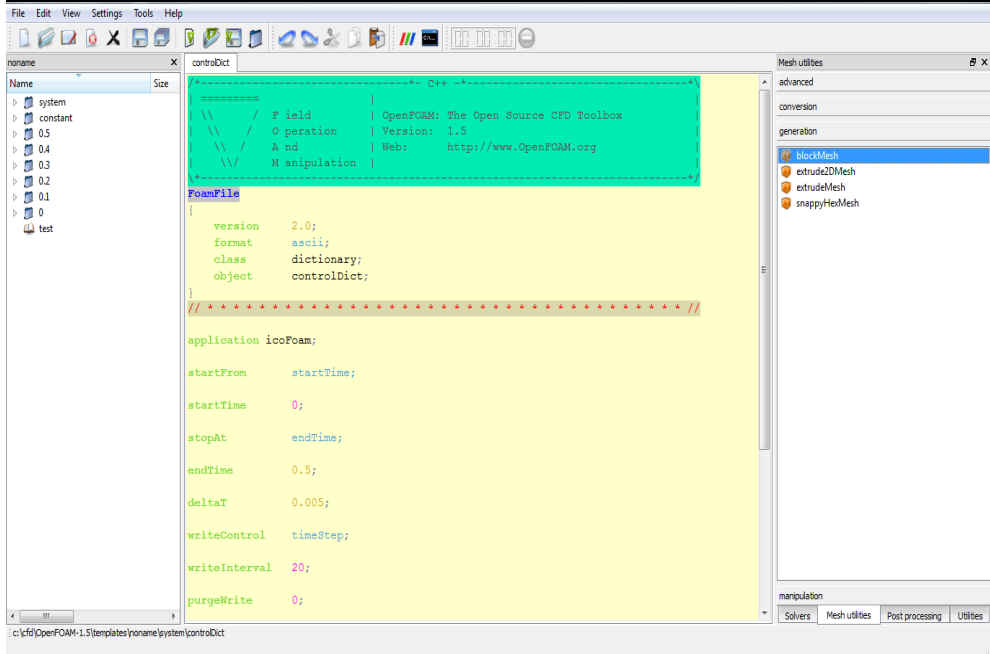 File Edit View Settings Tools Help
noname x
Name Size
system
constant
0.5
0.4
0.3
0.2
0.1
0
test
controlDict
/*--------------------------------*- C++ -*----------------------------------*\
| ========= | |
| \\ / F ield | OpenFOAM: The Open Source CFD Toolbox |
| \\ / O peration | Version: 1.5 |
| \\ / A nd | Web: http://www.OpenFOAM.org |
| \\/ M anipulation | |
\*---------------------------------------------------------------------------*/
FoamFile
{
version 2.0;
format ascii;
class dictionary;
object controlDict;
}
// * * * * * * * * * * * * * * * * * * * * * * * * * * * * * * * * * * * * * //
application icoFoam;
startFrom startTime;
startTime 0;
stopAt endTime;
endTime 0.5;
deltaT 0.005;
writeControl timeStep;
writeInterval 20;
purgeWrite 0;
Mesh utilities
advanced
conversion
generation
blockMesh
extrude2DMesh
extrudeMesh
snappyHexMesh
manipulation
Solvers Mesh utilities Post processing Utilities
c:\cfd\OpenFOAM-1.5\templates\noname\system\controlDict